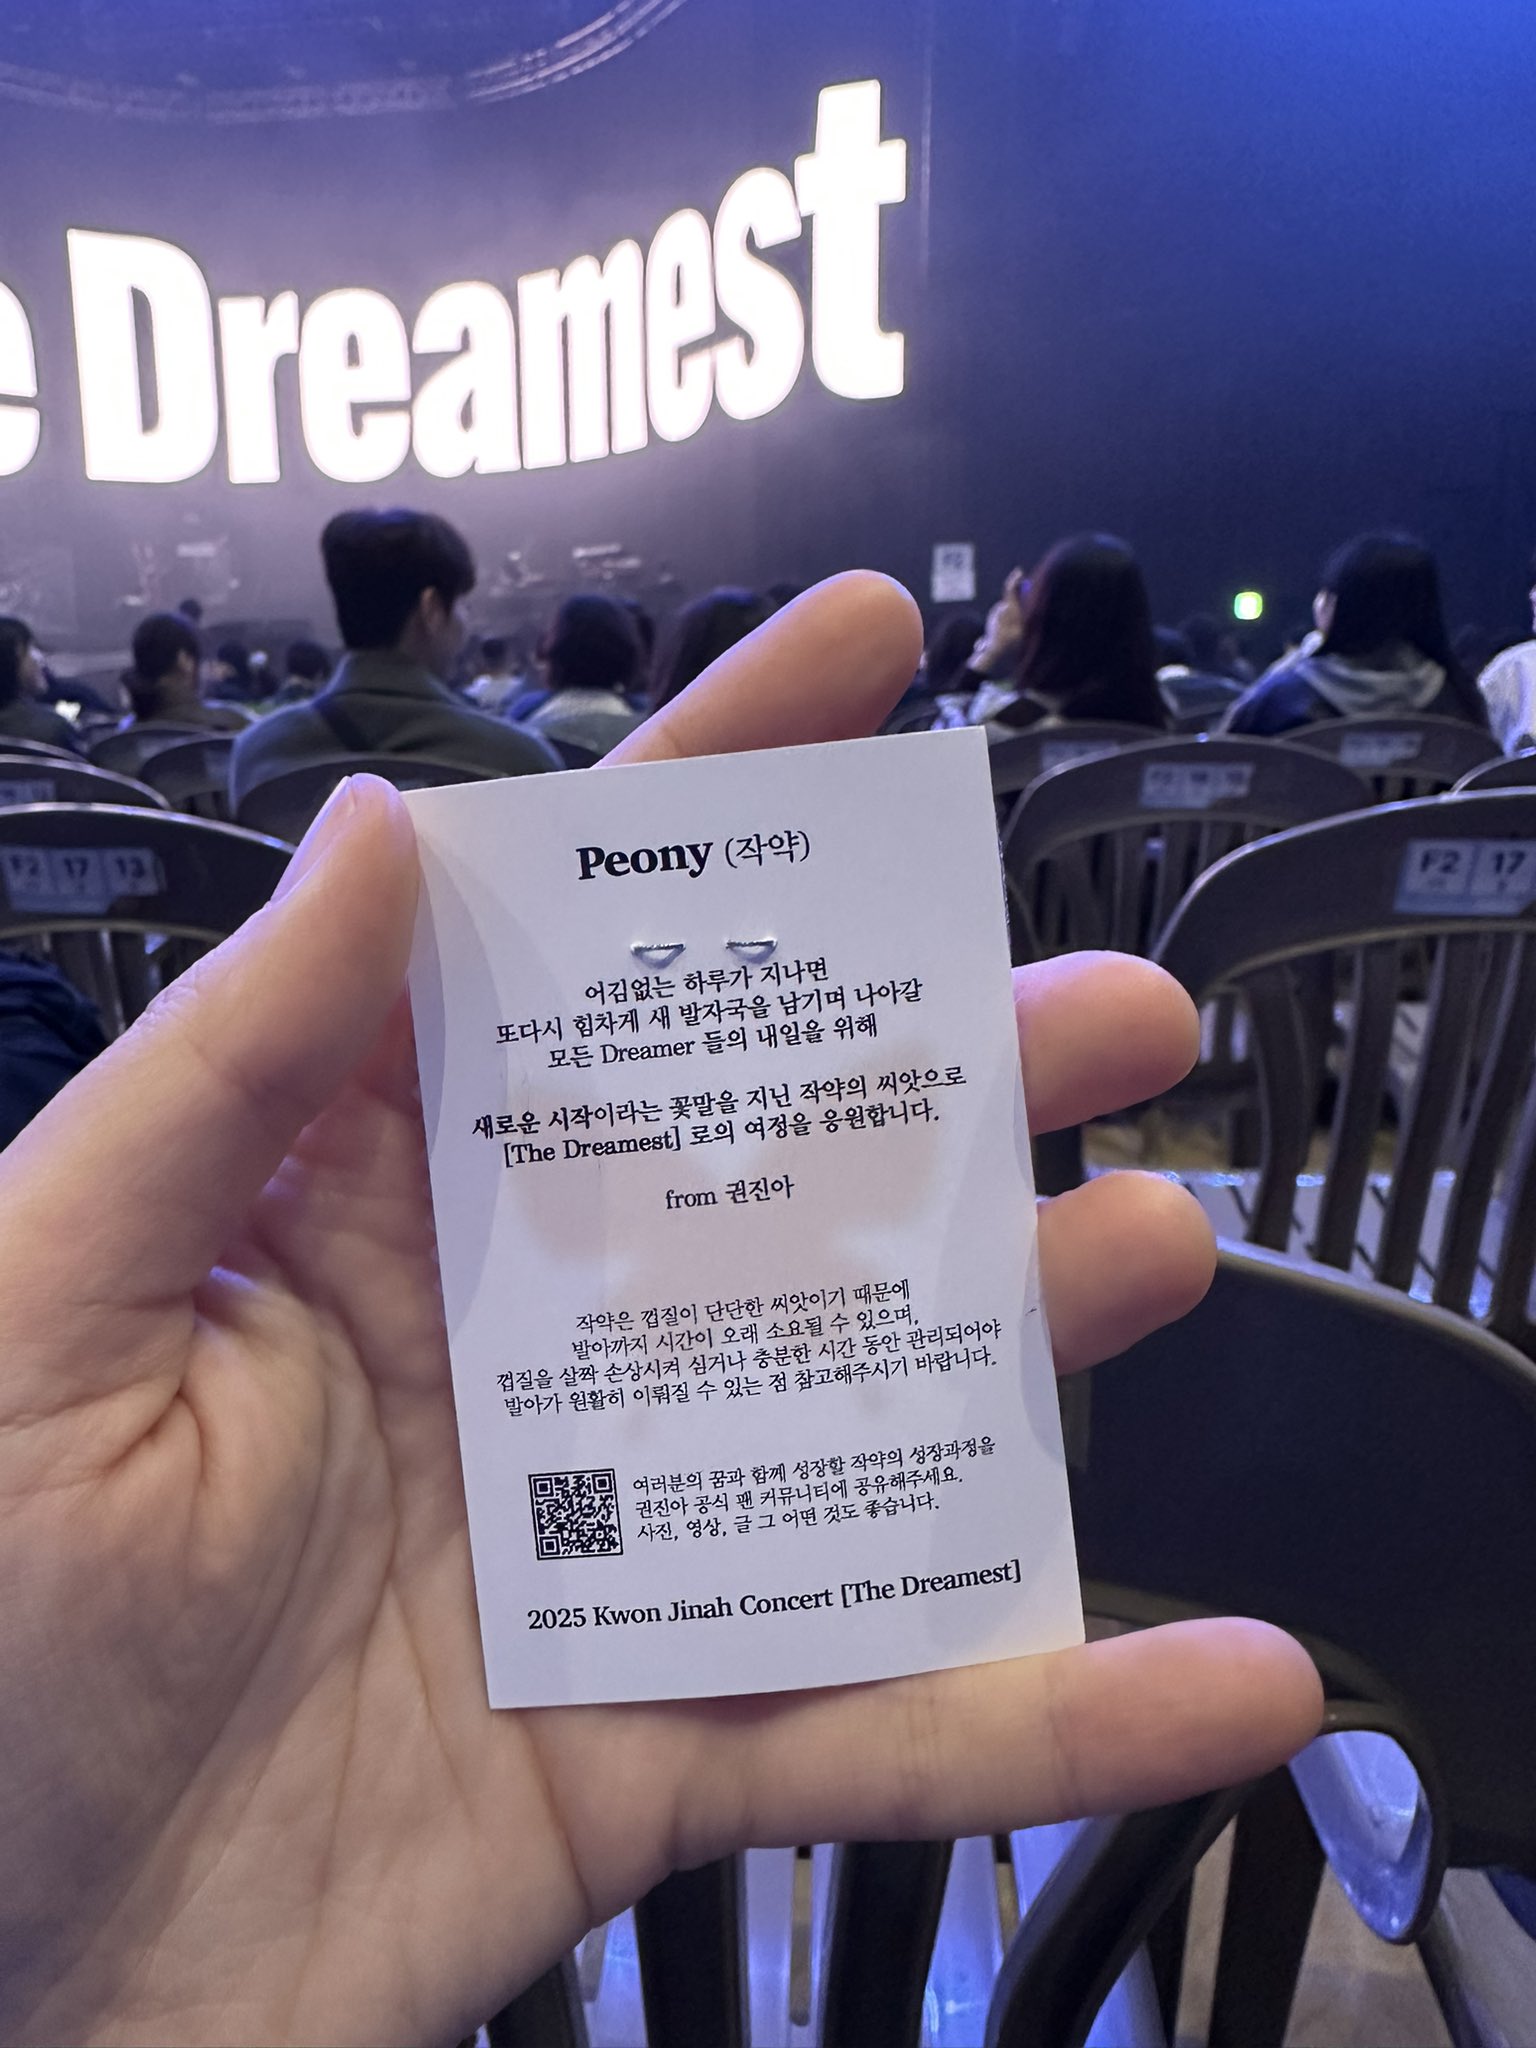 e Dreamest
F2
F2 17 13
F2 17
Peony (작약)
어김없는 하루가 지나면
또다시 힘차게 새 발자국을 남기며 나아갈
모든 Dreamer 들의 내일을 위해
새로운 시작이라는 꽃말을 지닌 작약의 씨앗으로
[The Dreamest] 로의 여정을 응원합니다.
from 권진아
작약은 껍질이 단단한 씨앗이기 때문에
발아까지 시간이 오래 소요될 수 있으며,
껍질을 살짝 손상시켜 심거나 충분한 시간 동안 관리되어야
발아가 원활히 이뤄질 수 있는 점 참고해주시기 바랍니다.
여러분의 꿈과 함께 성장할 작약의 성장과정을
권진아 공식 팬 커뮤니티에 공유해주세요.
사진, 영상, 글 그 어떤 것도 좋습니다.
2025 Kwon Jinah Concert [The Dreamest]